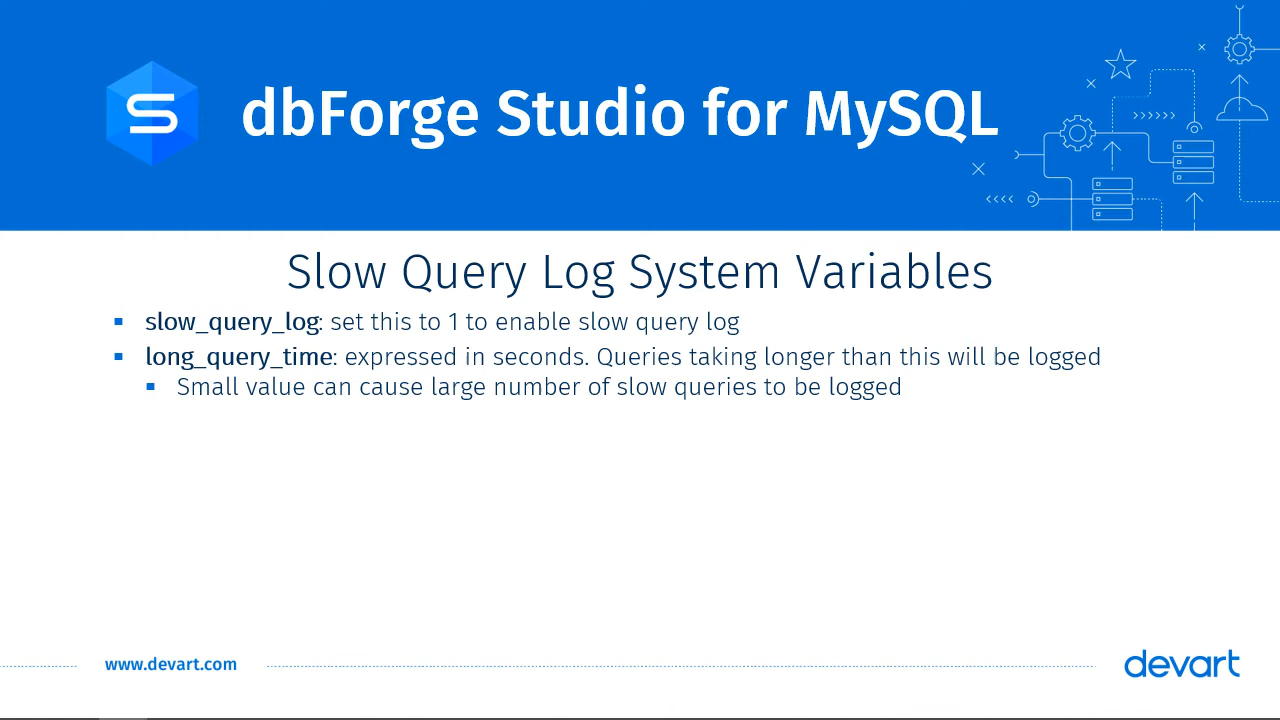 dbForge Studio for MySQL
Slow Query Log System Variables
slow_query_log: set this to 1 to enable slow query log
long_query_time: expressed in seconds. Queries taking longer than this will be logged
Small value can cause large number of slow queries to be logged
www.devart.com
devart